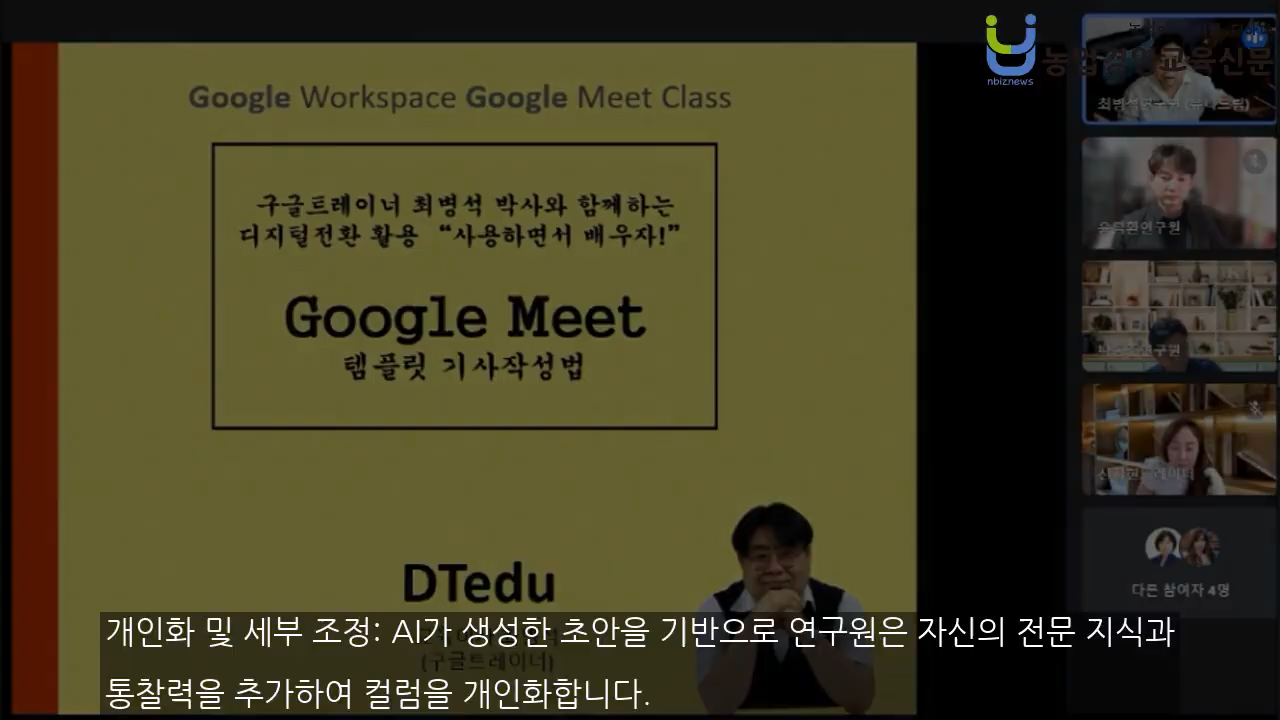 nbiznews
Google Workspace Google Meet Class
구글트레이너 최병석 박사와 함께하는
디지털전환 활용 “사용하면서 배우자!”
Google Meet
템플릿 기사작성법
DTedu
(구글트레이너)
다른 참여자 4명
개인화 및 세부 조정: AI가 생성한 초안을 기반으로 연구원은 자신의 전문 지식과
통찰력을 추가하여 컬럼을 개인화합니다.